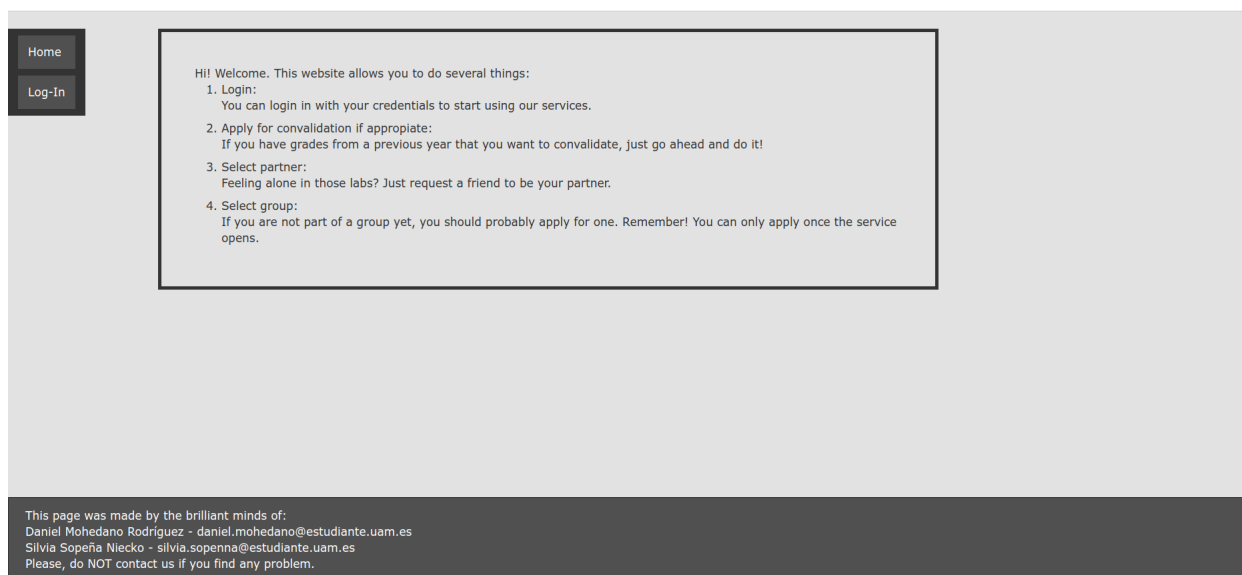 Home
Log-In
Hi! Welcome. This website allows you to do several things:
1. Login:
You can login in with your credentials to start using our services.
2. Apply for convalidation if appropiate:
If you have grades from a previous year that you want to convalidate, just go ahead and do it!
3. Select partner:
Feeling alone in those labs? Just request a friend to be your partner.
4. Select group:
If you are not part of a group yet, you should probably apply for one. Remember! You can only apply once the service
opens.
This page was made by the brilliant minds of:
Daniel Mohedano Rodríguez - daniel.mohedano@estudiante.uam.es
Silvia Sopeña Niecko - silvia.sopenna@estudiante.uam.es
Please, do NOT contact us if you find any problem.